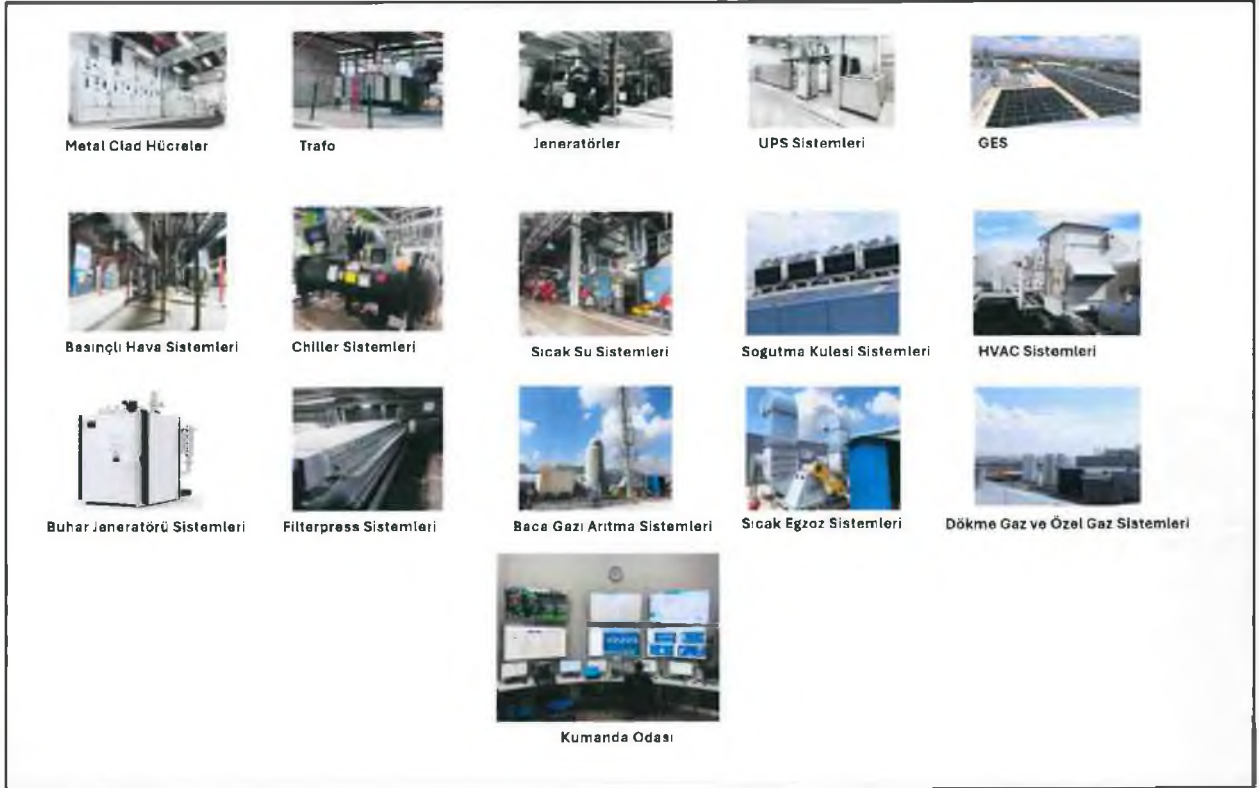 Metal Clad Hücreler
Trafo
Jeneratörler
UPS Sistemleri
GES
Basınçlı Hava Sistemleri
Chiller Sistemleri
Sıcak Su Sistemleri
Sogutma Kulesi Sistemleri
HVAC Sistemleri
Buhar Jeneratörü Sistemleri
Filterpress Sistemleri
Baca Gazı Arıtma Sistemleri
Sıcak Egzoz Sistemleri
Dökme Gaz ve Özel Gaz Sistemleri
Kumanda Odası